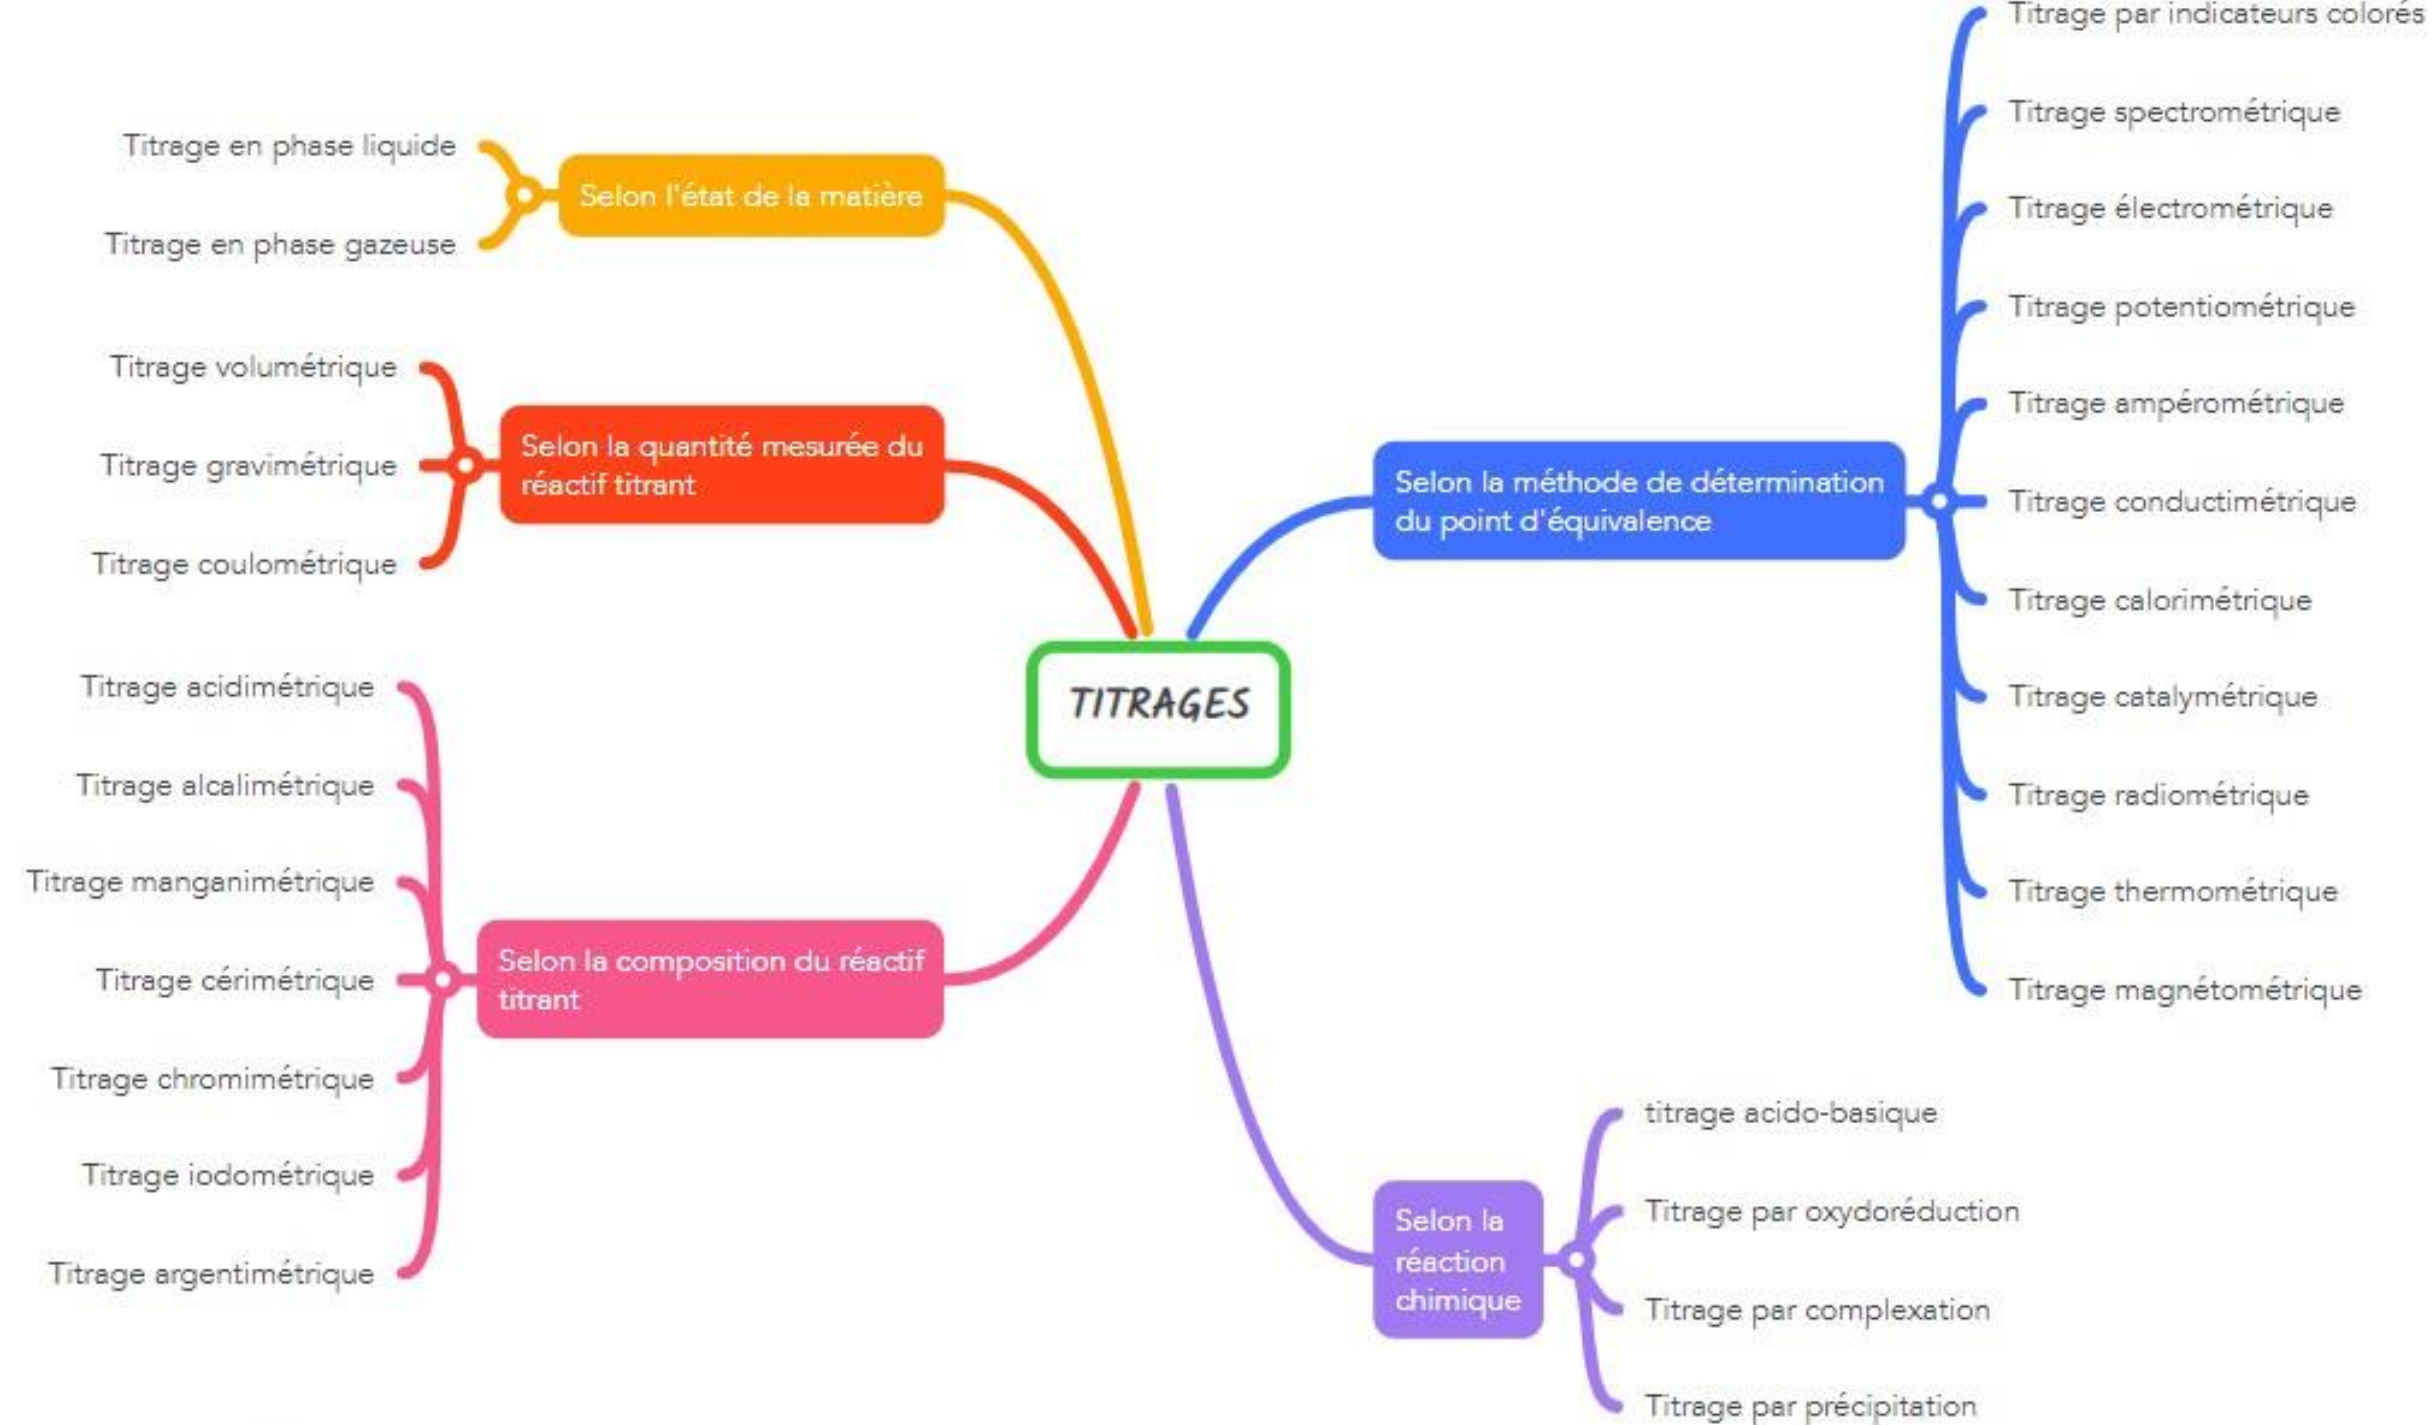 Titrage en phase liquide
Titrage en phase gazeuse
Selon l'état de la matière
Titrage volumétrique
Titrage gravimétrique
Titrage coulométrique
Selon la quantité mesurée du
réactif titrant
Titrage acidimétrique
Titrage alcalimétrique
Titrage manganimétrique
Titrage cérimétrique
Titrage chromimétrique
Titrage iodométrique
Titrage argentimétrique
Selon la composition du réactif
titrant
TITRAGES
Selon la méthode de détermination
du point d'équivalence
Titrage par indicateurs colorés
Titrage spectrométrique
Titrage électrométrique
Titrage potentiométrique
Titrage ampérométrique
Titrage conductimétrique
Titrage calorimétrique
Titrage catalymétrique
Titrage radiométrique
Titrage thermométrique
Titrage magnétométrique
Selon la
réaction
chimique
titrage acido-basique
Titrage par oxydoréduction
Titrage par complexation
Titrage par précipitation